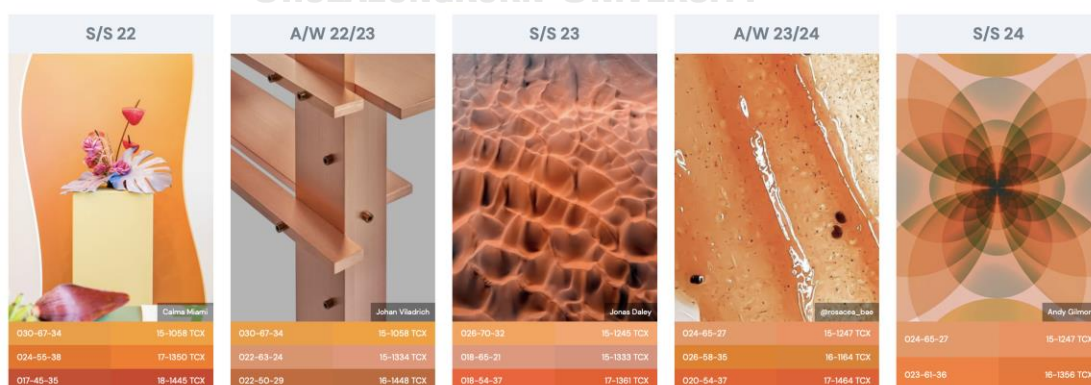 S/S 22
A/W 22/23
S/S 23
A/W 23/24
S/S 24
Calma Miami
Johan Viladrich
Jonas Daley
@rosacea_bae
Andy Gilmor
030-67-34 15-1058 TCX
024-55-38 17-1350 TCX
017-45-35 18-1445 TCX
030-67-34 15-1058 TCX
022-63-24 15-1334 TCX
022-50-29 16-1448 TCX
026-70-32 15-1245 TCX
018-65-21 15-1333 TCX
018-54-37 17-1361 TCX
024-65-27 15-1247 TCX
026-58-35 16-1164 TCX
020-54-37 17-1464 TCX
024-65-27 15-1247 TCX
023-61-36 16-1356 TCX